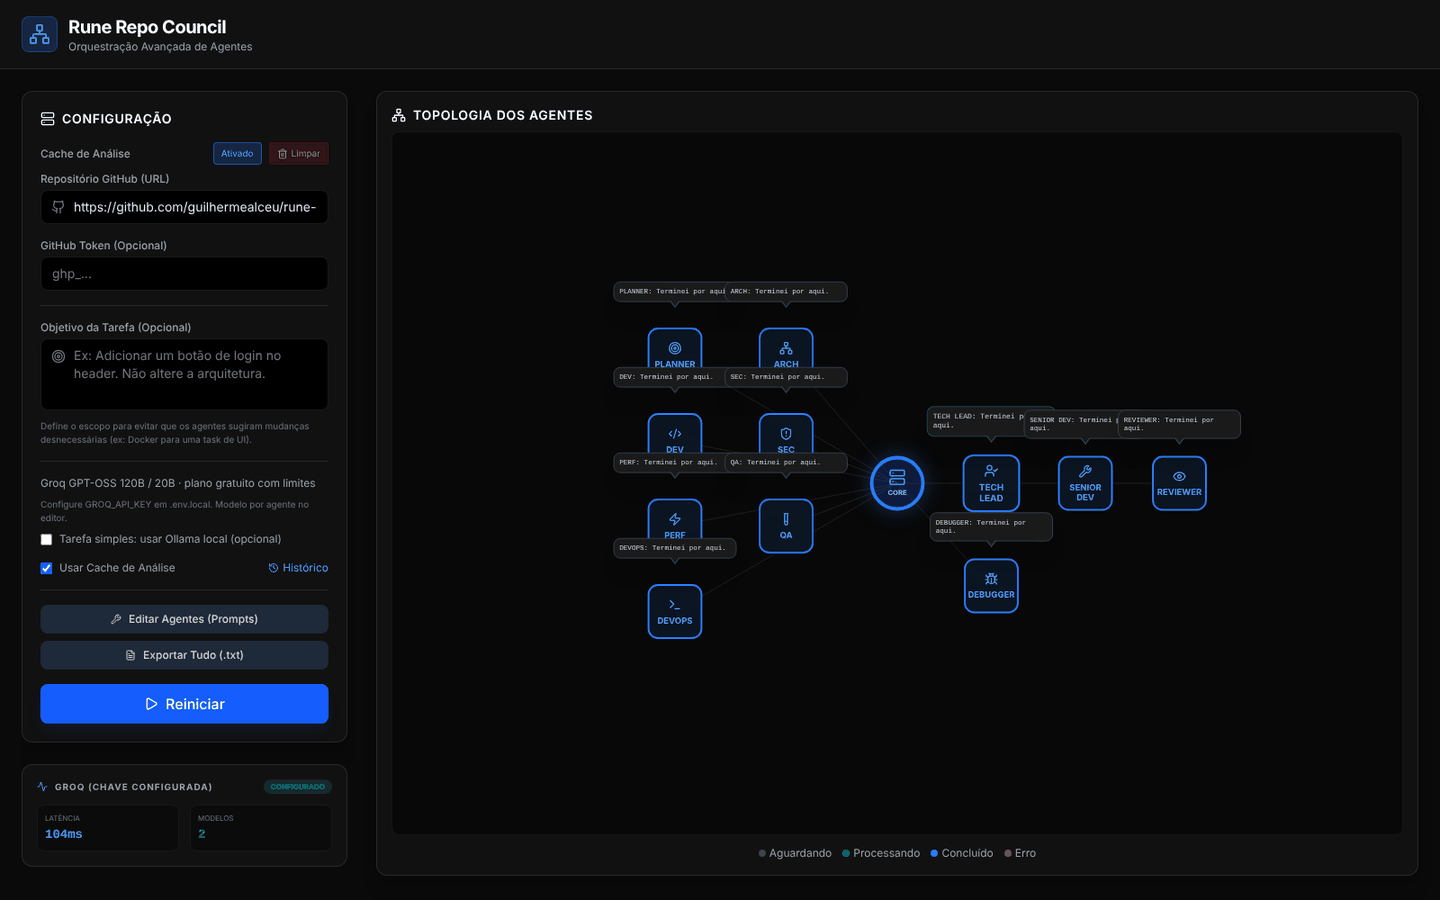 Rune Repo Council
Orquestração Avançada de Agentes
CONFIGURAÇÃO
Cache de Análise
Ativado
Limpar
Repositório GitHub (URL)
https://github.com/guilhermealceu/rune-
GitHub Token (Opcional)
ghp_...
Objetivo da Tarefa (Opcional)
Ex: Adicionar um botão de login no
header. Não altere a arquitetura.
Define o escopo para evitar que os agentes sugiram mudanças
desnecessárias (ex: Docker para uma task de UI).
Groq GPT-OSS 120B / 20B · plano gratuito com limites
Configure GROQ_API_KEY em .env.local. Modelo por agente no
editor.
Tarefa simples: usar Ollama local (opcional)
Usar Cache de Análise
Histórico
Editar Agentes (Prompts)
Exportar Tudo (.txt)
Reiniciar
GROQ (CHAVE CONFIGURADA)
CONFIGURADO
LATÊNCIA
104ms
MODELOS
2
TOPOLOGIA DOS AGENTES
PLANNER: Terminei por aqui
ARCH: Terminei por aqui.
PLANNER
ARCH
DEV: Terminei por aqui.
SEC: Terminei por aqui.
DEV
SEC
PERF: Terminei por aqui.
QA: Terminei por aqui.
PERF
QA
DEVOPS: Terminei por aqui.
DEVOPS
CORE
TECH LEAD: Terminei
aqui.
SENIOR DEV: Terminei
aqui.
REVIEWER: Terminei por
aqui.
TECH
LEAD
SENIOR
DEV
REVIEWER
DEBUGGER: Terminei por
aqui.
DEBUGGER
Aguardando
Processando
Concluído
Erro